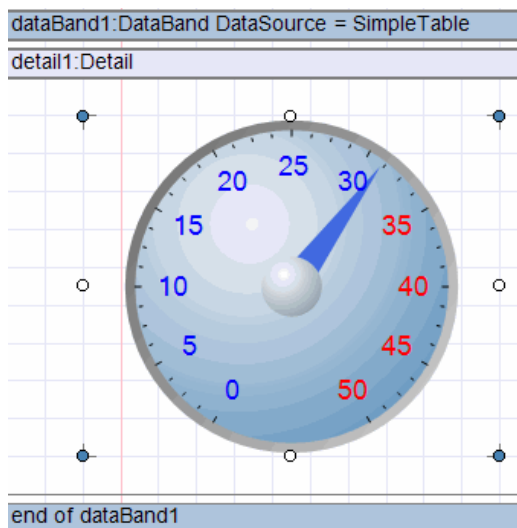 dataBand1:DataBand DataSource = SimpleTable
detail1:Detail
25
20 30
15 35
10 40
5 45
0 50
end of dataBand1